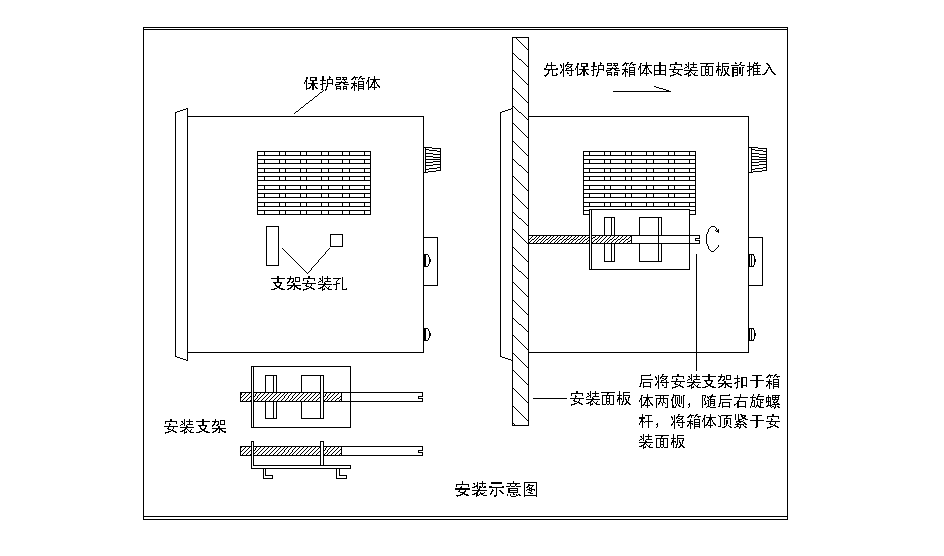 保护器箱体
先将保护器箱体由安装面板前推入
支架安装孔
安装支架
安装面板
后将安装支架扣于箱
体两侧，随后右旋螺
杆，将箱体顶紧于安
装面板
安装示意图